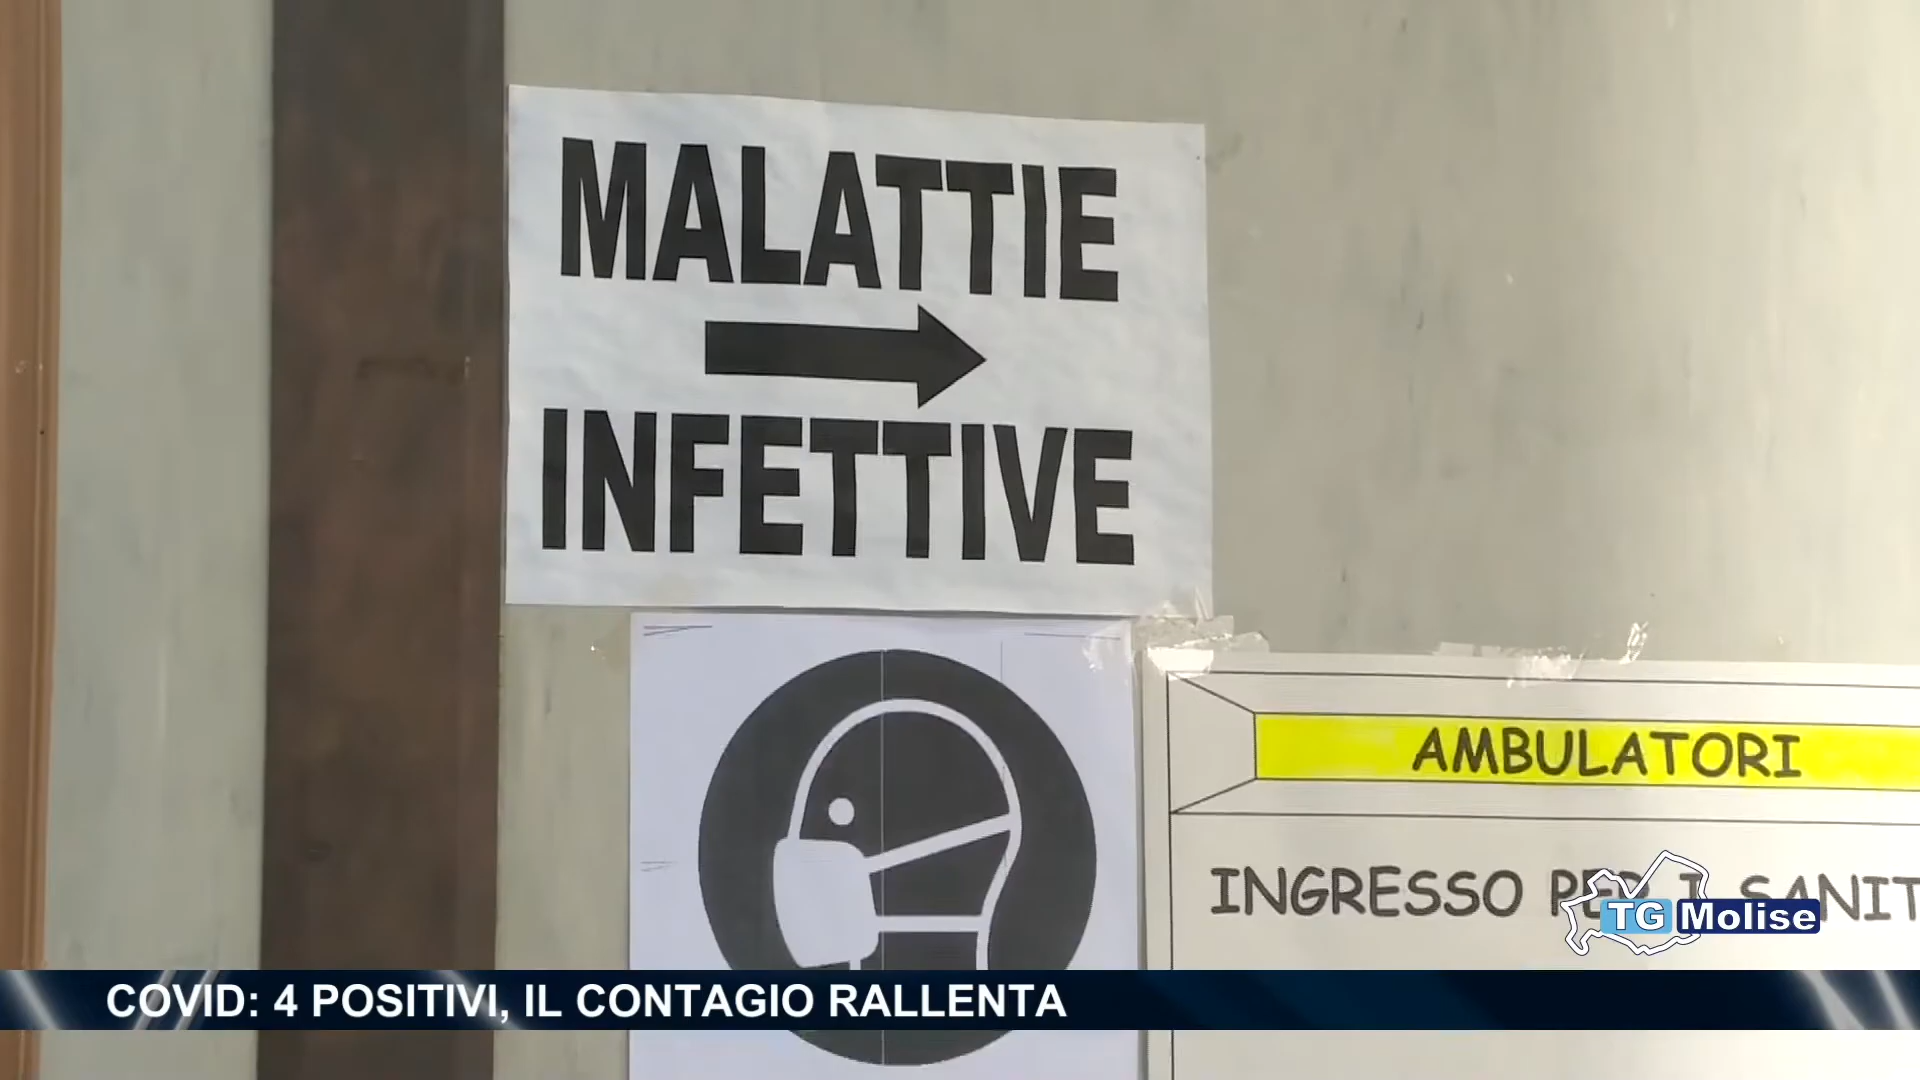 MALATTIE
INFETTIVE
AMBULATORI
INGRESSO PER I SANIT
TG Molise
COVID: 4 POSITIVI, IL CONTAGIO RALLENTA